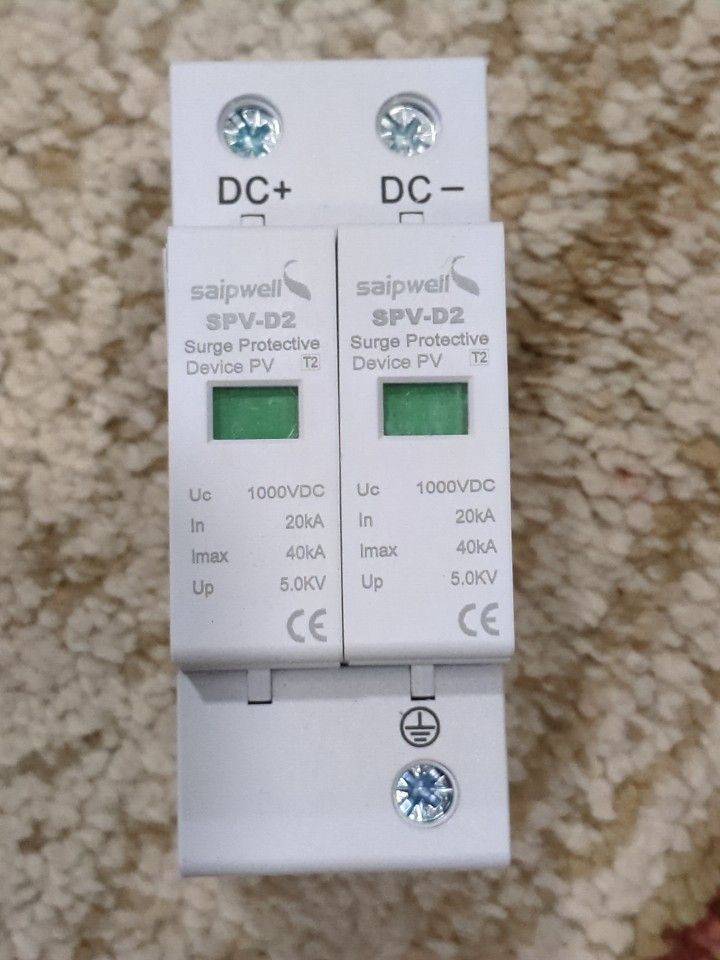 DC+ DC-
saipwell saipwell
SPV-D2 SPV-D2
Surge Protective Surge Protective
Device PV T2 Device PV T2
Uc 1000VDC Uc 1000VDC
In 20kA In 20kA
Imax 40kA Imax 40kA
Up 5.0KV Up 5.0KV
CE CE